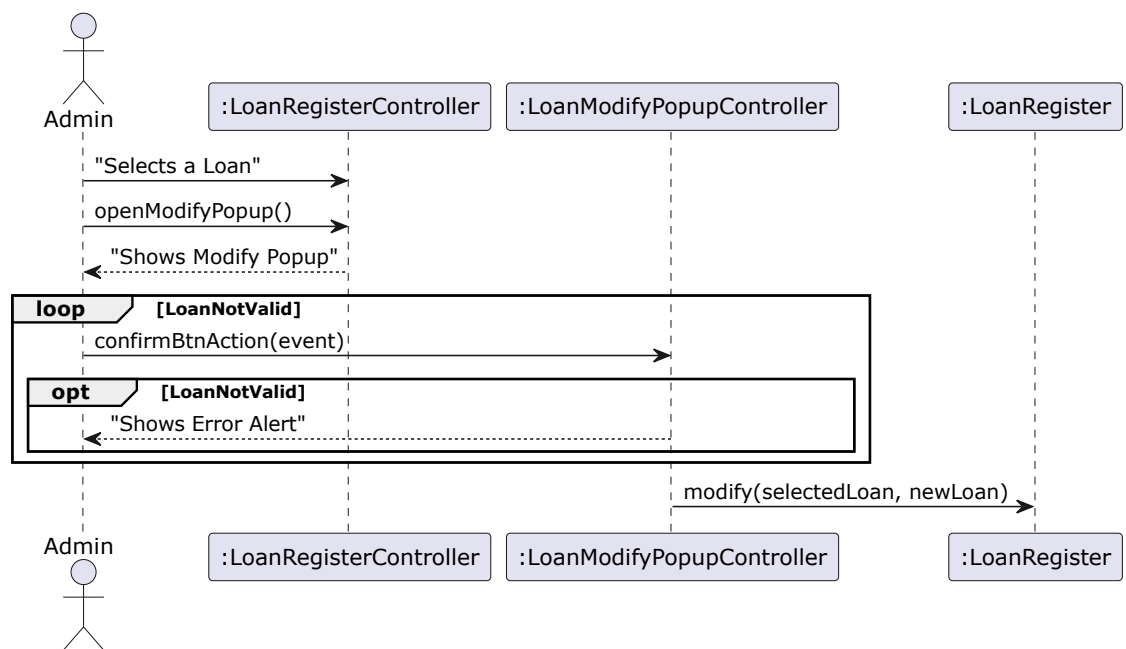 Admin
:LoanRegisterController
:LoanModifyPopupController
:LoanRegister
"Selects a Loan"
openModifyPopup()
"Shows Modify Popup"
loop
[LoanNotValid]
confirmBtnAction(event)
opt
[LoanNotValid]
"Shows Error Alert"
modify(selectedLoan, newLoan)
Admin
:LoanRegisterController
:LoanModifyPopupController
:LoanRegister